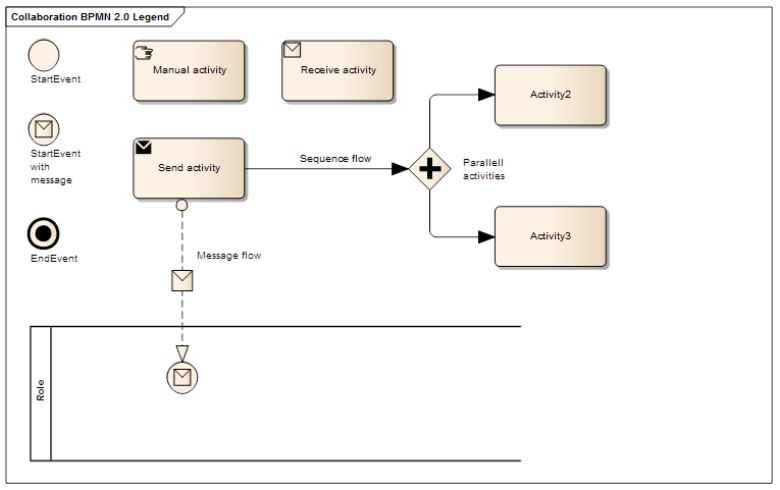 Collaboration BPMN 2.0 Legend
StartEvent
Manual activity
Receive activity
StartEvent
with
message
Send activity
Sequence flow
Parallell
activities
Activity2
EndEvent
Message flow
Activity3
Role